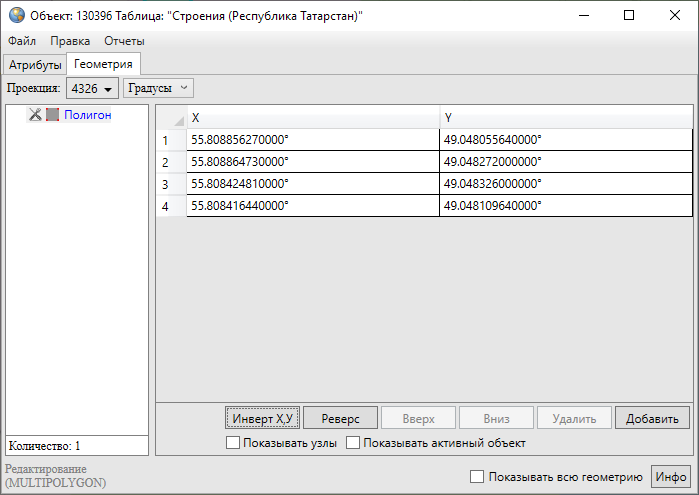 Объект: 130396 Таблица: "Строения (Республика Татарстан)"
Файл Правка Отчеты
Атрибуты Геометрия
Проекция: 4326 Градусы
Полигон
X Y
1 55.808856270000° 49.048055640000°
2 55.808864730000° 49.048272000000°
3 55.808424810000° 49.048326000000°
4 55.808416440000° 49.048109640000°
Инверт X,У Реверс Вверх Вниз Удалить Добавить
Количество: 1
Показывать узлы Показывать активный объект
Редактирование
(MULTIPOLYGON)
Показывать всю геометрию Инфо